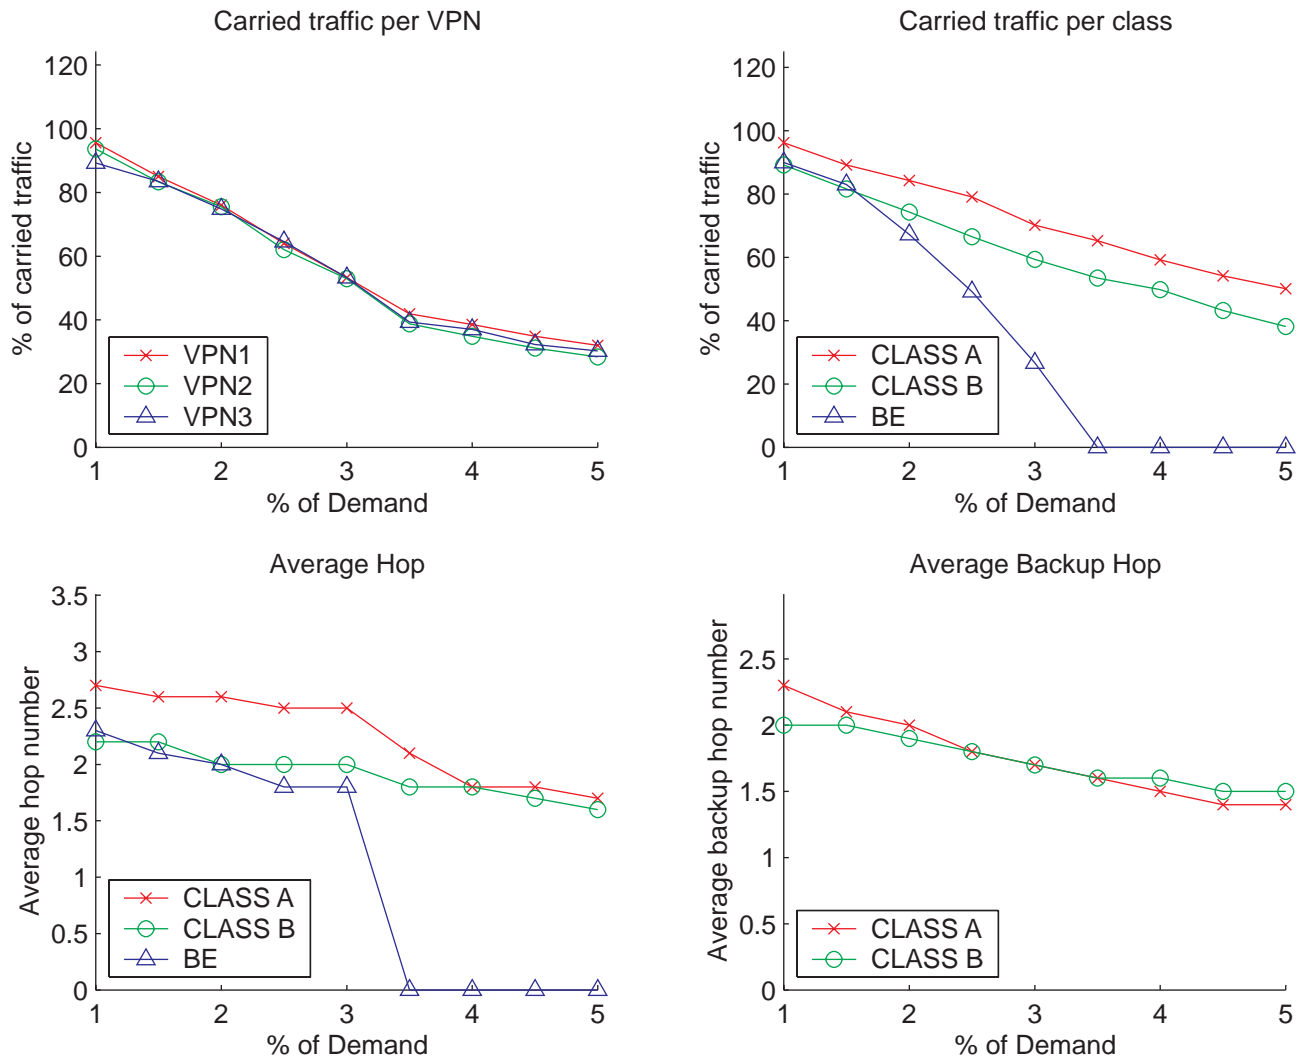 Carried traffic per VPN
% of carried traffic
120
100
80
60
40
20
0
VPN1
VPN2
VPN3
1 2 3 4 5
% of Demand
Carried traffic per class
% of carried traffic
120
100
80
60
40
20
0
CLASS A
CLASS B
BE
1 2 3 4 5
% of Demand
Average Hop
Average hop number
3.5
3
2.5
2
1.5
1
0.5
0
CLASS A
CLASS B
BE
1 2 3 4 5
% of Demand
Average Backup Hop
Average backup hop number
2.5
2
1.5
1
0.5
0
CLASS A
CLASS B
1 2 3 4 5
% of Demand